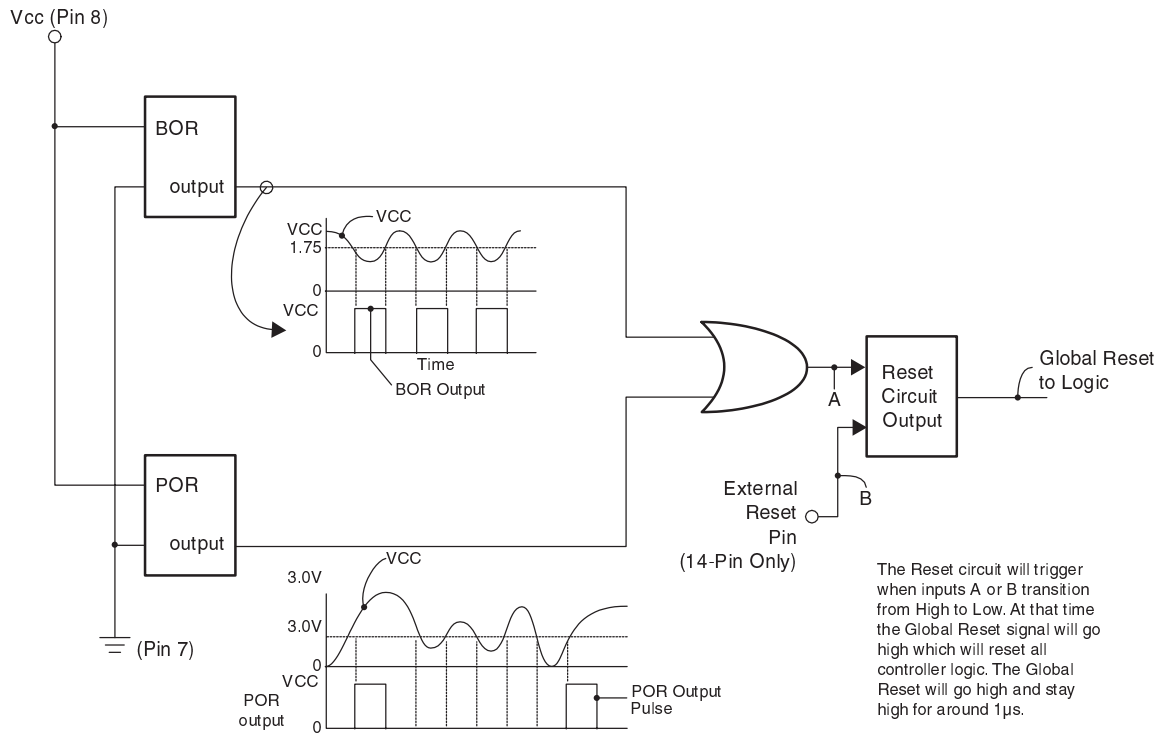 Vcc (Pin 8)
BOR
output
VCC
VCC
1.75
0
VCC
0
Time
BOR Output
Reset
Circuit
Output
Global Reset
to Logic
A
B
External
Reset
Pin
(14-Pin Only)
POR
output
(Pin 7)
VCC
3.0V
3.0V
0
VCC
POR
output
0
POR Output
Pulse
The Reset circuit will trigger
when inputs A or B transition
from High to Low. At that time
the Global Reset signal will go
high which will reset all
controller logic. The Global
Reset will go high and stay
high for around 1µs.